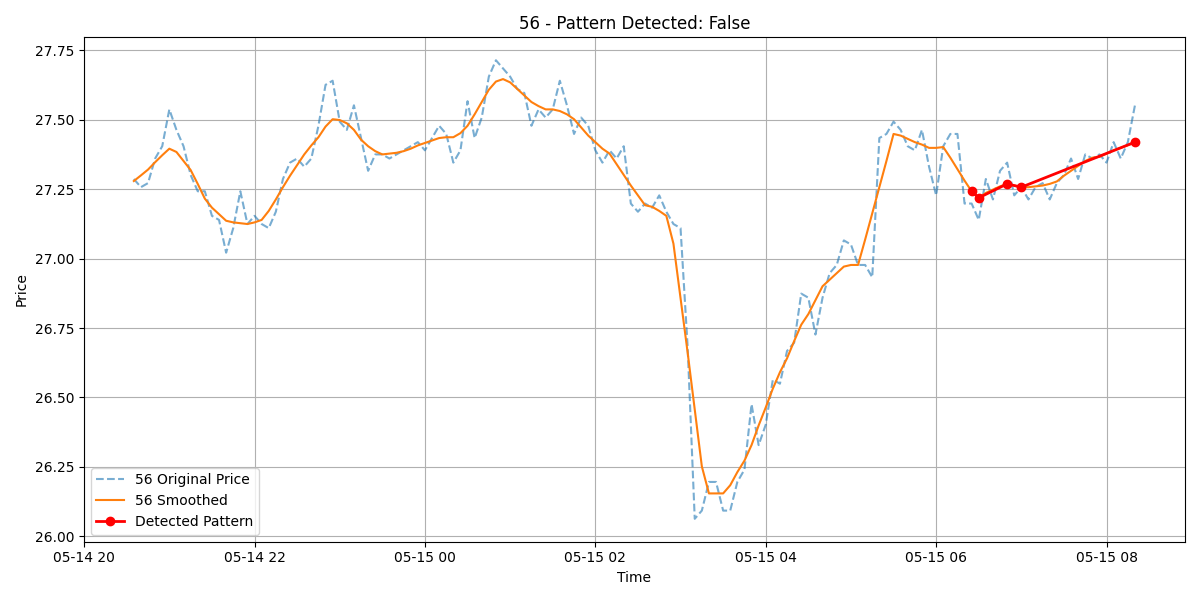 56 - Pattern Detected: False
27.75
27.50
27.25
27.00
26.75
26.50
26.25
26.00
Price
56 Original Price
56 Smoothed
Detected Pattern
05-14 20
05-14 22
05-15 00
05-15 02
05-15 04
05-15 06
05-15 08
Time